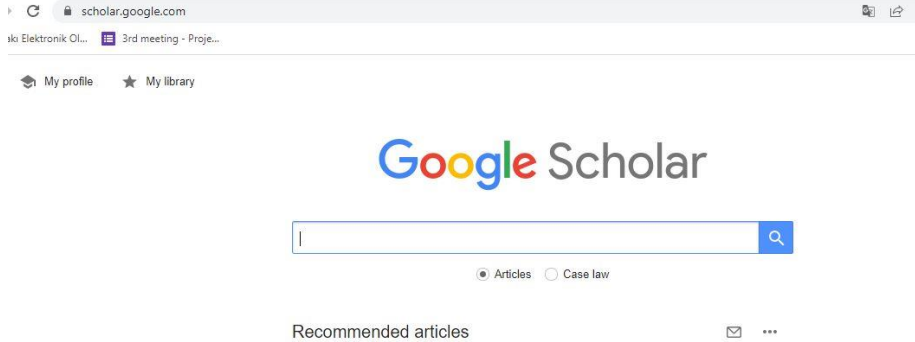 scholar.google.com
akı Elektronik Ol... 3rd meeting - Proje...
My profile My library
Google Scholar
Articles Case law
Recommended articles